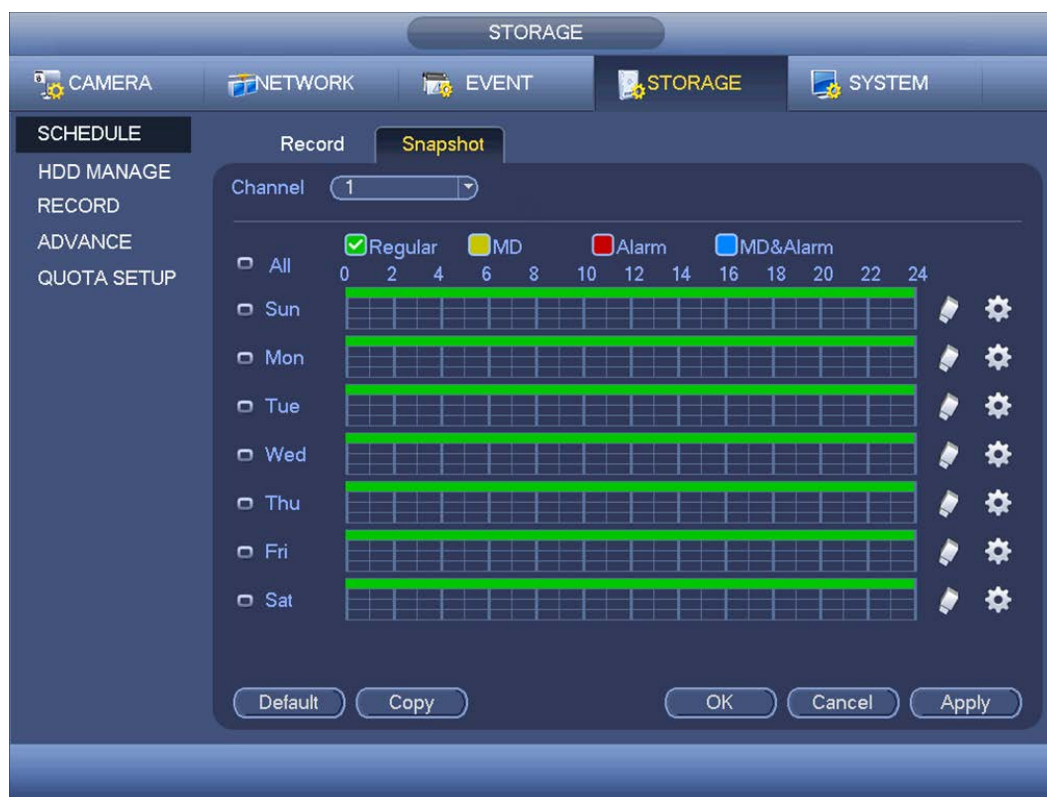 STORAGE
CAMERA NETWORK EVENT STORAGE SYSTEM
SCHEDULE
HDD MANAGE
RECORD
ADVANCE
QUOTA SETUP
Record Snapshot
Channel 1
Regular MD Alarm MD&Alarm
All 0 2 4 6 8 10 12 14 16 18 20 22 24
Sun
Mon
Tue
Wed
Thu
Fri
Sat
Default Copy OK Cancel Apply